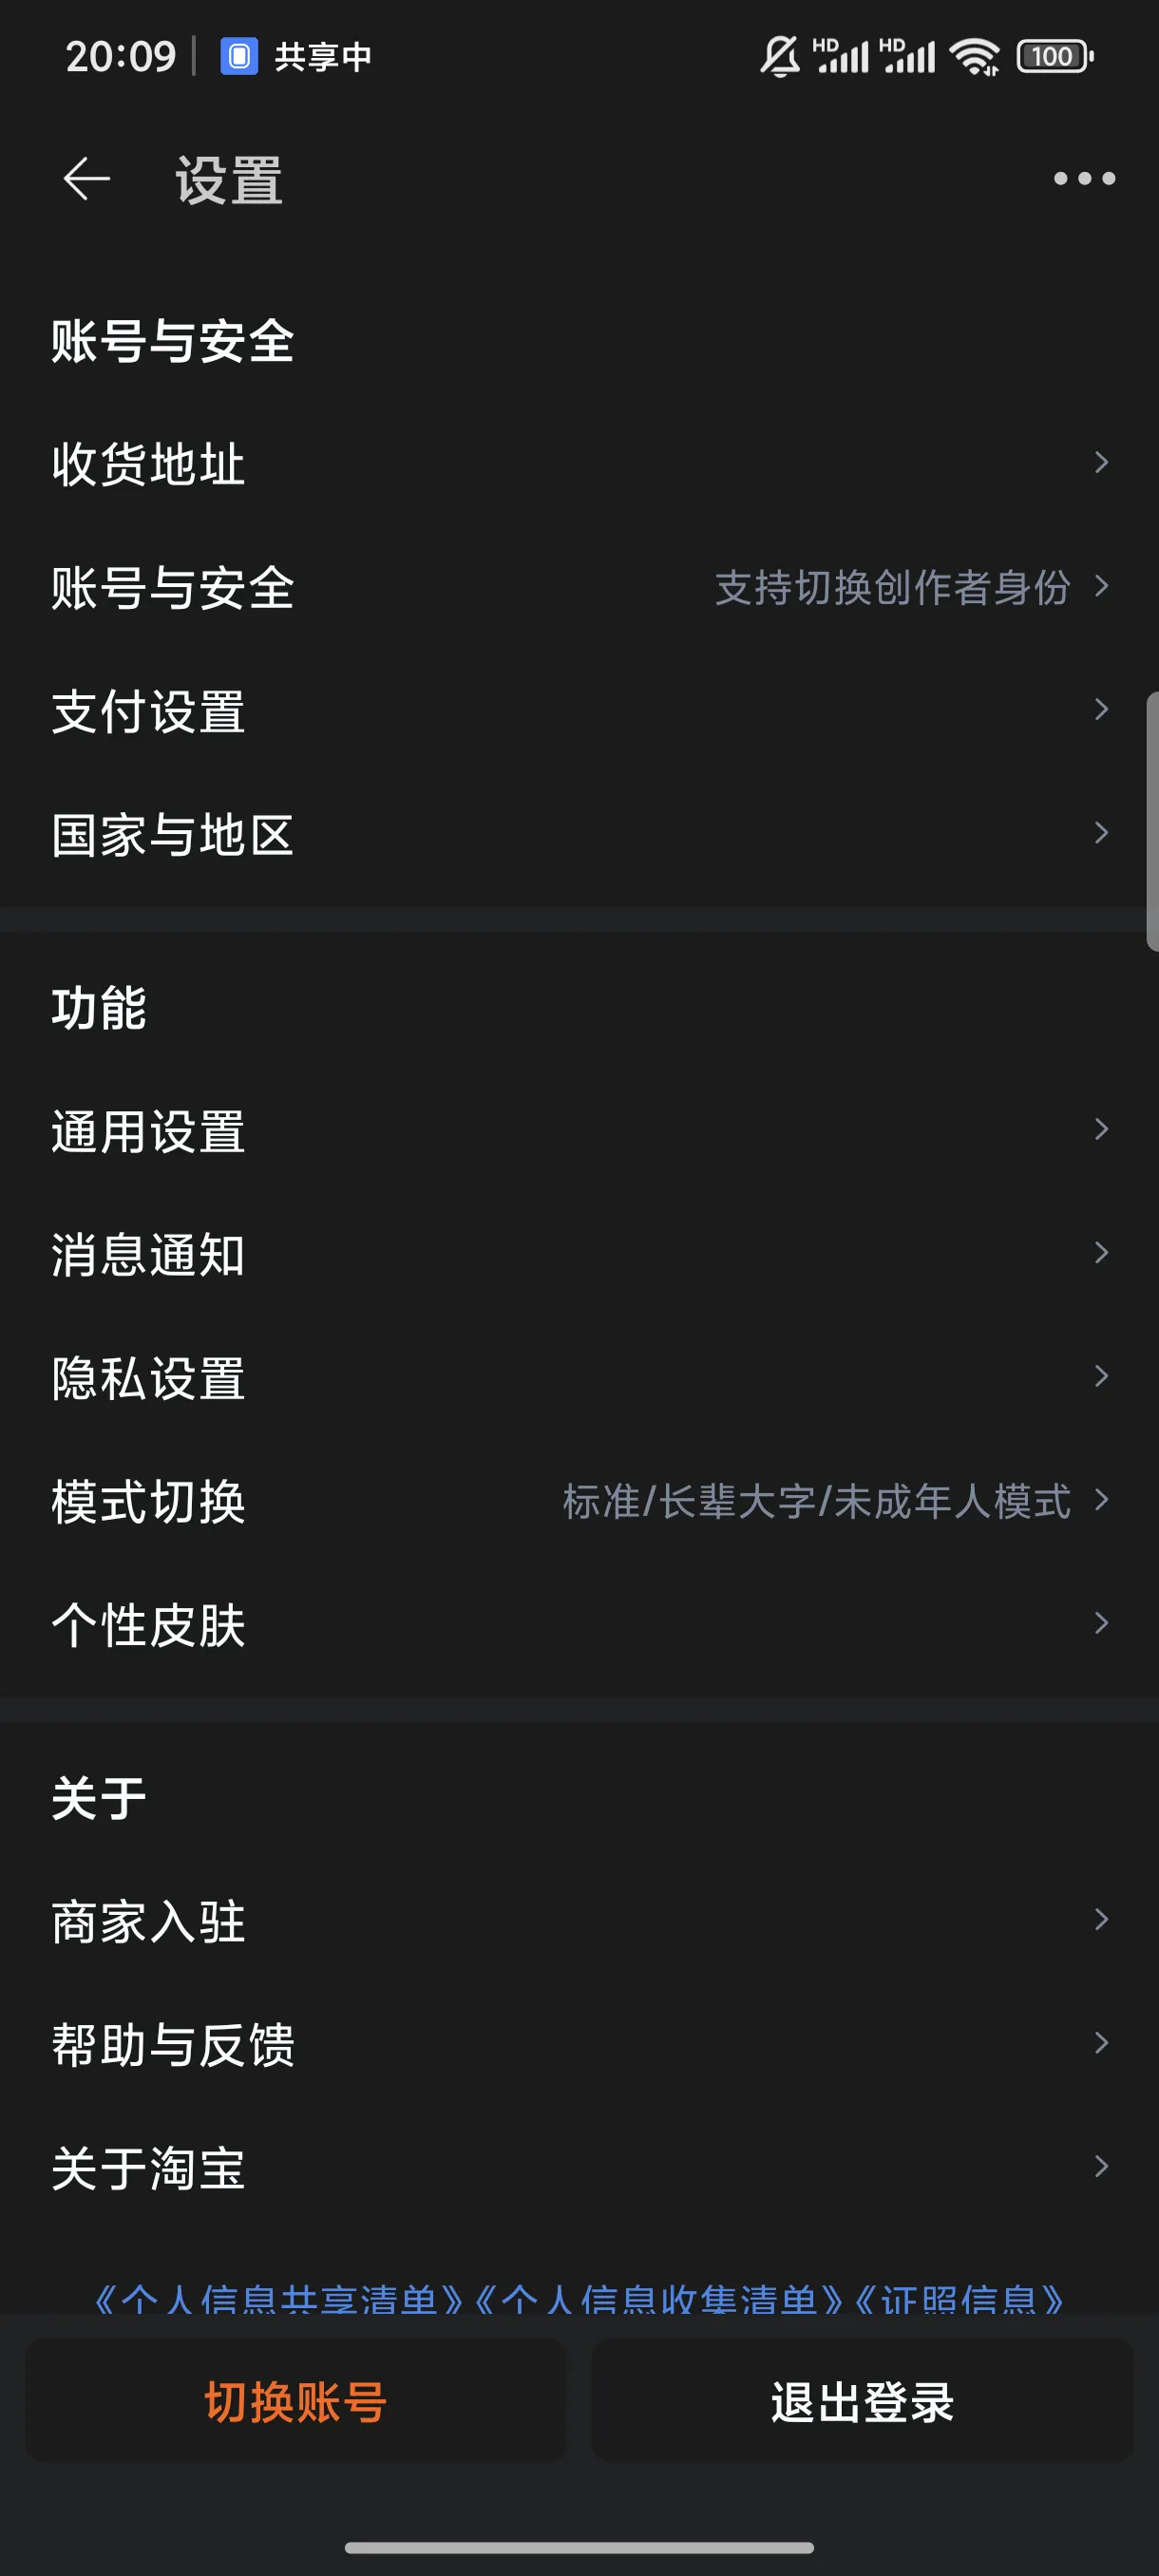 20:09 共享中 HD HD 100
设置
账号与安全
收货地址
账号与安全 支持切换创作者身份
支付设置
国家与地区
功能
通用设置
消息通知
隐私设置
模式切换 标准/长辈大字/未成年人模式
个性皮肤
关于
商家入驻
帮助与反馈
关于淘宝
《个人信息共享清单》《个人信息收集清单》《证照信息》
切换账号 退出登录